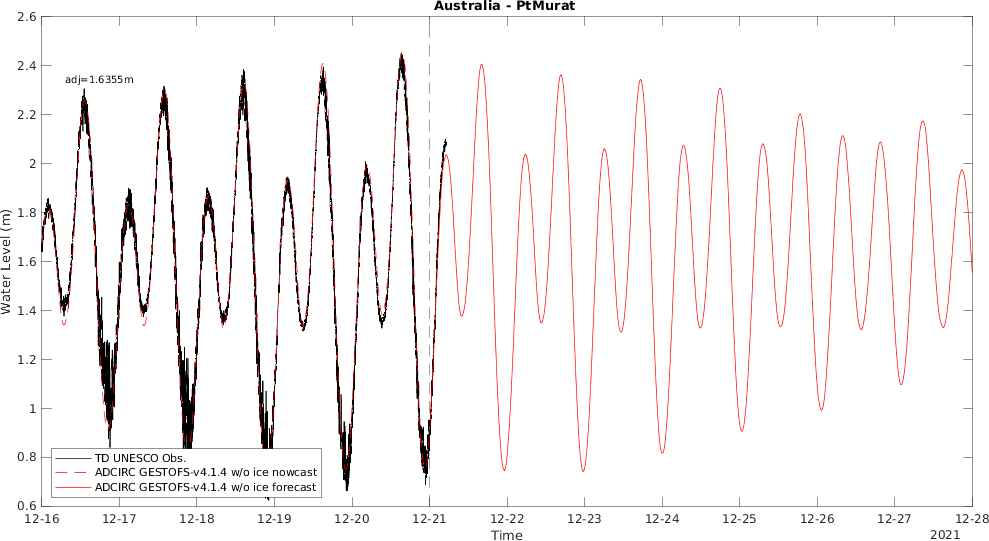 Australia - PtMurat
adj=1.6355m
Water Level (m)
2.6
2.4
2.2
2
1.8
1.6
1.4
1.2
1
0.8
0.6
TD UNESCO Obs.
ADCIRC GESTOFS-v4.1.4 w/o ice nowcast
ADCIRC GESTOFS-v4.1.4 w/o ice forecast
12-16 12-17 12-18 12-19 12-20 12-21 12-22 12-23 12-24 12-25 12-26 12-27 12-28
Time
2021